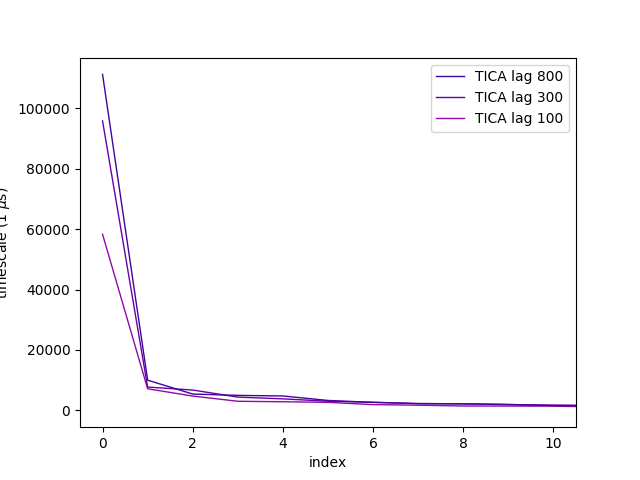 TICA lag 800
TICA lag 300
TICA lag 100
100000
80000
60000
40000
20000
0
timescale (1 μs)
0 2 4 6 8 10
index